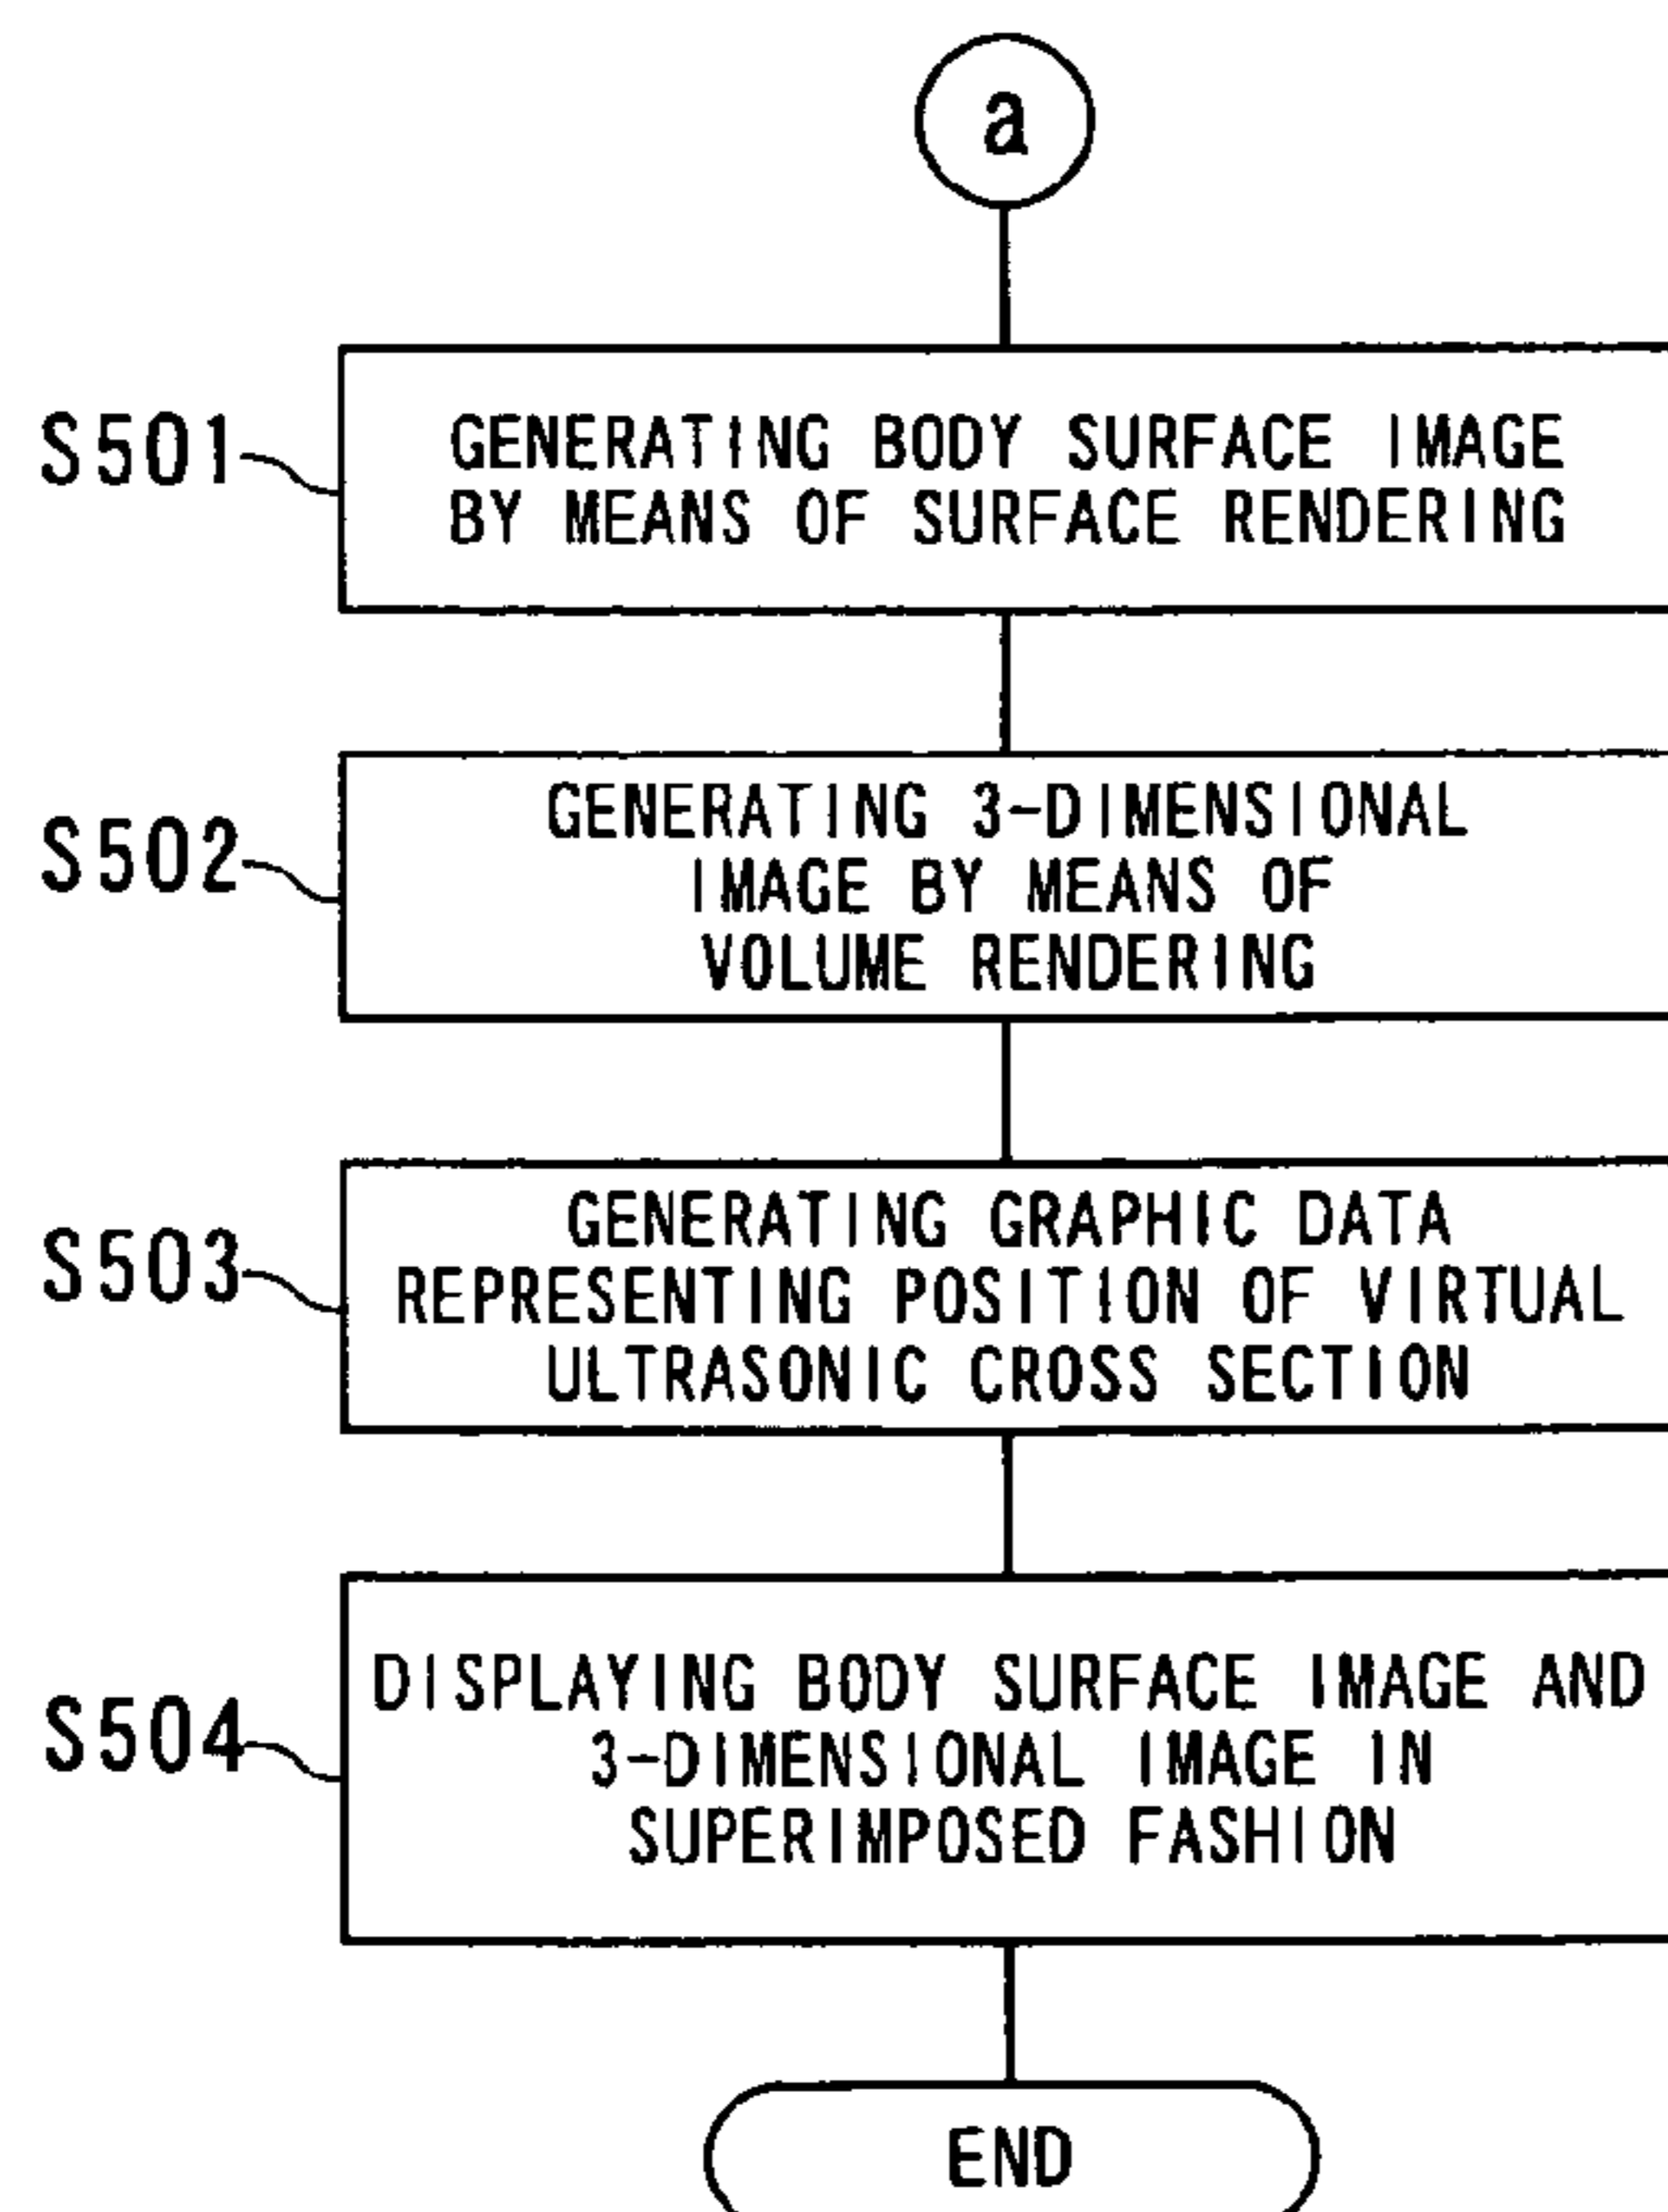 a
S501
GENERATING BODY SURFACE IMAGE
BY MEANS OF SURFACE RENDERING
S502
GENERATING 3-DIMENSIONAL
IMAGE BY MEANS OF
VOLUME RENDERING
S503
GENERATING GRAPHIC DATA
REPRESENTING POSITION OF VIRTUAL
ULTRASONIC CROSS SECTION
S504
DISPLAYING BODY SURFACE IMAGE AND
3-DIMENSIONAL IMAGE IN
SUPERIMPOSED FASHION
END